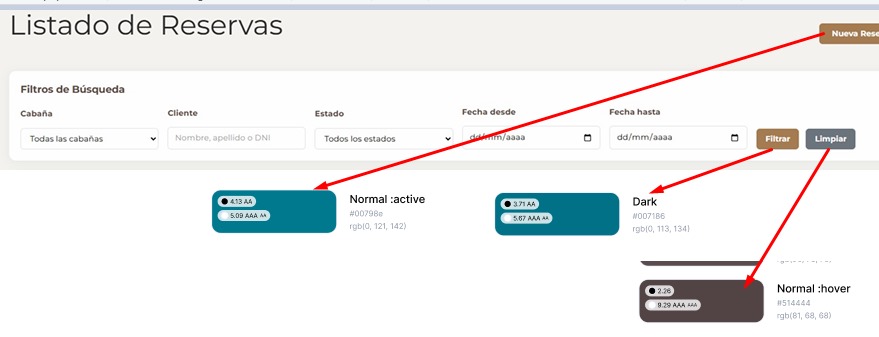 Listado de Reservas
Nueva Rese
Filtros de Búsqueda
Cabaña
Cliente
Estado
Fecha desde
Fecha hasta
Todas las cabañas
Nombre, apellido o DNI
Todos los estados
dd/mm/aaaa
dd/mm/aaaa
Filtrar
Limpiar
4.13 AA
5.09 AAA AA
Normal :active
#00798e
rgb(0, 121, 142)
3.71 AA
5.67 AAA AA
Dark
#007186
rgb(0, 113, 134)
2.26
9.29 AAA AAA
Normal :hover
#514444
rgb(81, 68, 68)